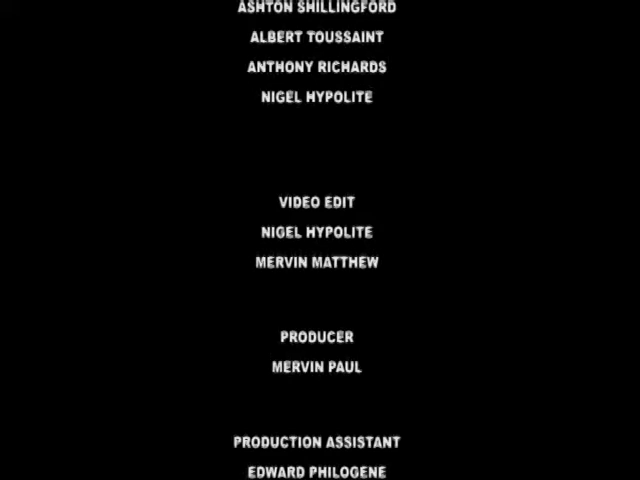 ASHTON SHILLINGFORD
ALBERT TOUSSAINT
ANTHONY RICHARDS
NIGEL HYPOLITE
VIDEO EDIT
NIGEL HYPOLITE
MERVIN MATTHEW
PRODUCER
MERVIN PAUL
PRODUCTION ASSISTANT
EDWARD PHILOGENE